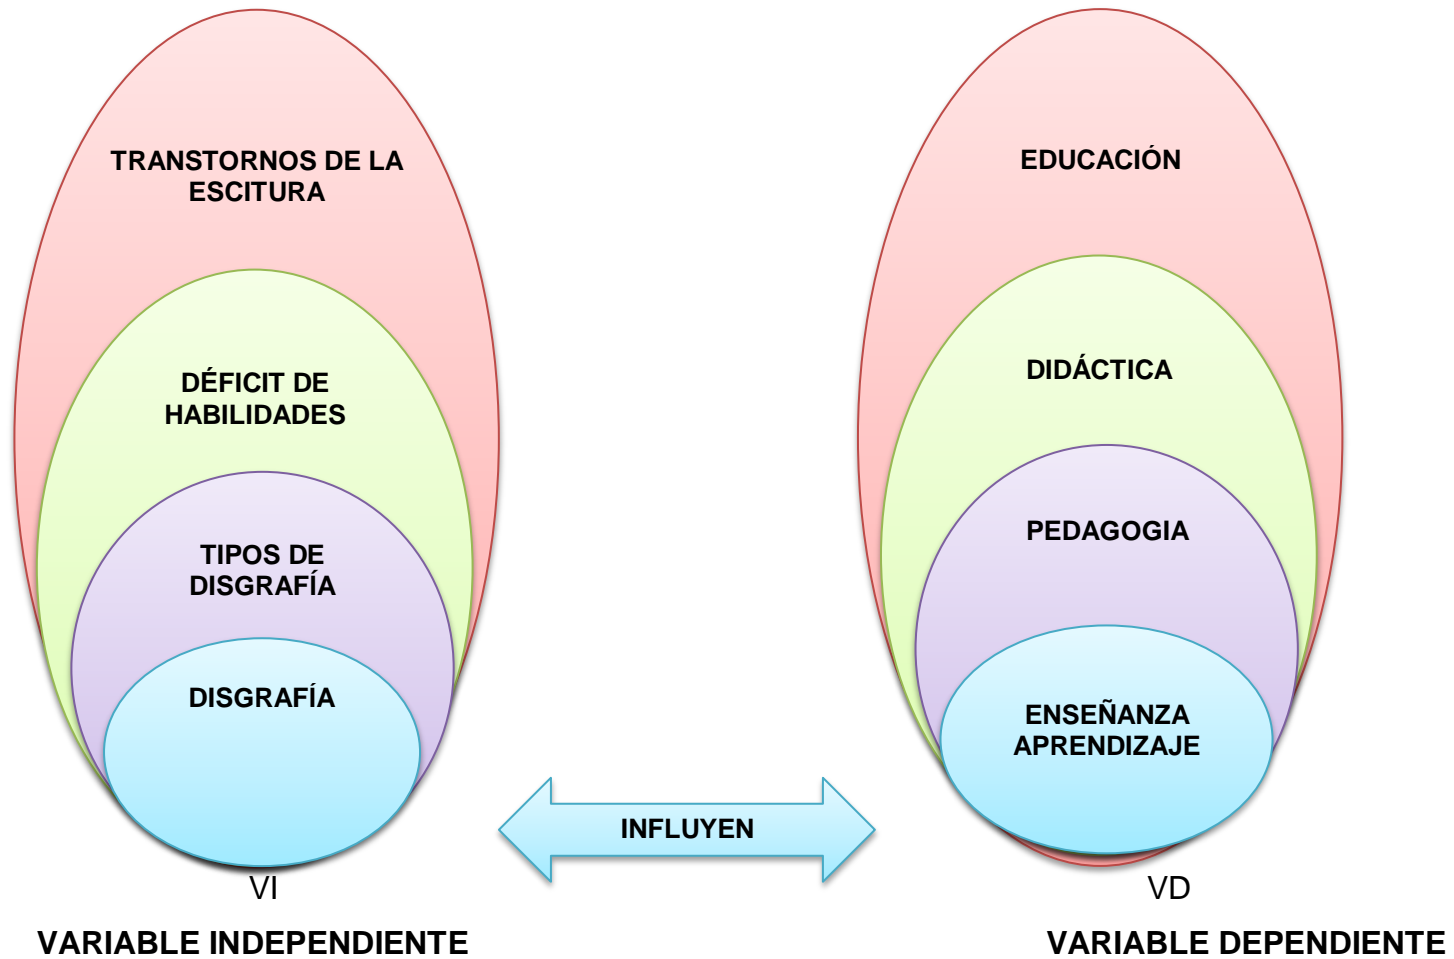 TRANSTORNOS DE LA
ESCITURA
DÉFICIT DE
HABILIDADES
TIPOS DE
DISGRAFÍA
DISGRAFÍA
EDUCACIÓN
DIDÁCTICA
PEDAGOGIA
ENSEÑANZA
APRENDIZAJE
INFLUYEN
VI
VD
VARIABLE INDEPENDIENTE
VARIABLE DEPENDIENTE